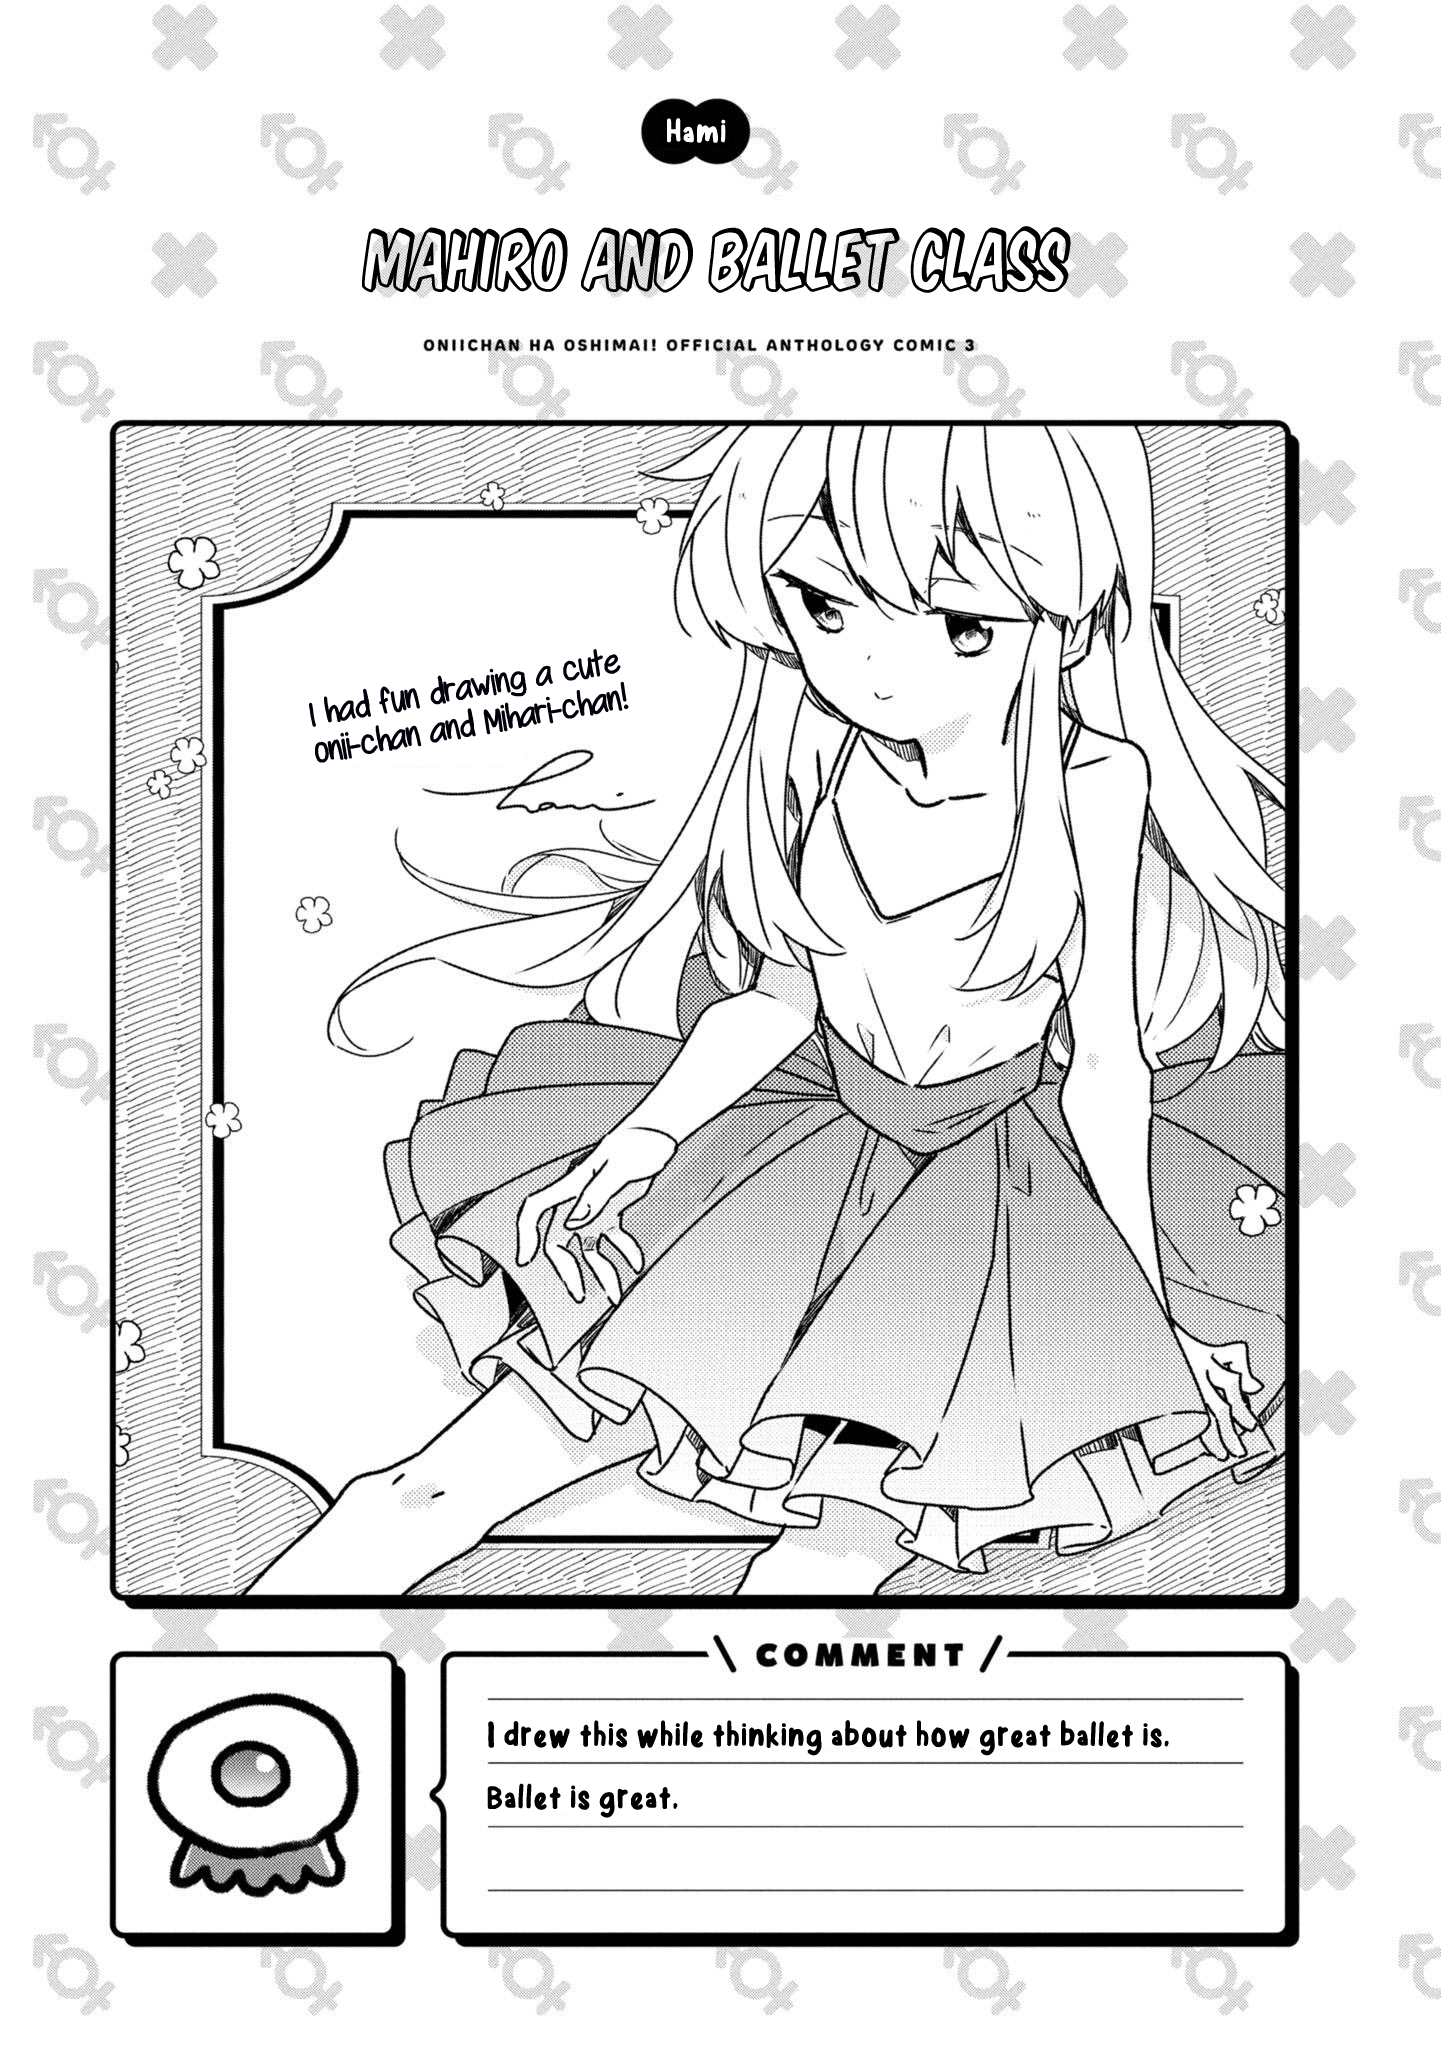 Hami
MAHIRO AND BALLET CLASS
ONIICHAN HA OSHIMAI! OFFICIAL ANTHOLOGY COMIC 3
I had fun drawing a cute
onii-chan and Mihari-chan!
hami
COMMENT
I drew this while thinking about how great ballet is.
Ballet is great.